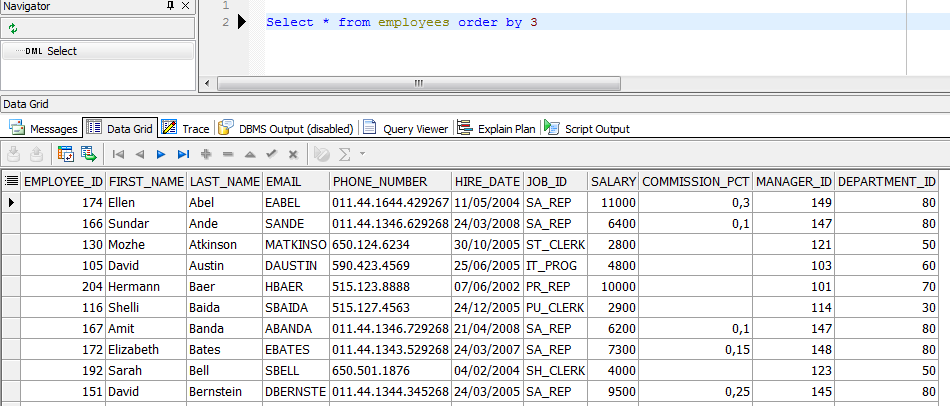 Navigator
DML Select
1
2 Select * from employees order by 3
Data Grid
Messages Data Grid Trace DBMS Output (disabled) Query Viewer Explain Plan Script Output
EMPLOYEE_ID FIRST_NAME LAST_NAME EMAIL PHONE_NUMBER HIRE_DATE JOB_ID SALARY COMMISSION_PCT MANAGER_ID DEPARTMENT_ID
174 Ellen Abel EABEL 011.44.1644.429267 11/05/2004 SA_REP 11000 0,3 149 80
166 Sundar Ande SANDE 011.44.1346.629268 24/03/2008 SA_REP 6400 0,1 147 80
130 Mozhe Atkinson MATKINSO 650.124.6234 30/10/2005 ST_CLERK 2800 121 50
105 David Austin DAUSTIN 590.423.4569 25/06/2005 IT_PROG 4800 103 60
204 Hermann Baer HBAER 515.123.8888 07/06/2002 PR_REP 10000 101 70
116 Shelli Baida SBAIDA 515.127.4563 24/12/2005 PU_CLERK 2900 114 30
167 Amit Banda ABANDA 011.44.1346.729268 21/04/2008 SA_REP 6200 0,1 147 80
172 Elizabeth Bates EBATES 011.44.1343.529268 24/03/2007 SA_REP 7300 0,15 148 80
192 Sarah Bell SBELL 650.501.1876 04/02/2004 SH_CLERK 4000 123 50
151 David Bernstein DBERNSTE 011.44.1344.345268 24/03/2005 SA_REP 9500 0,25 145 80